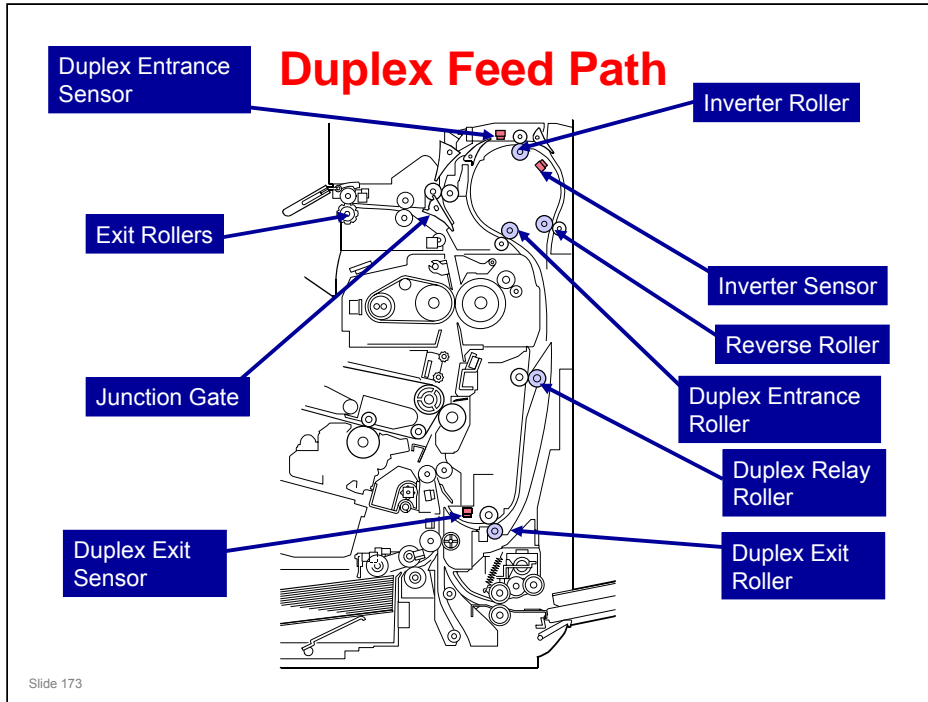 Duplex Feed Path
Duplex Entrance
Sensor
Inverter Roller
Exit Rollers
Inverter Sensor
Reverse Roller
Junction Gate
Duplex Entrance
Roller
Duplex Relay
Roller
Duplex Exit
Sensor
Duplex Exit
Roller
Slide 173